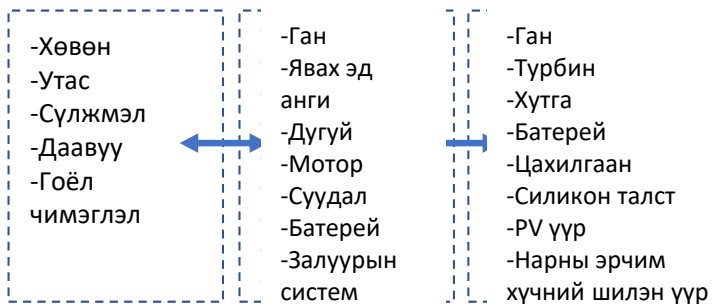 -Хөвөн
-Утас
-Сүлжмэл
-Даавуу
-Гоёл
чимэглэл
-Ган
-Явах эд
анги
-Дугуй
-Мотор
-Суудал
-Батерей
-Залуурын
систем
-Ган
-Турбин
-Хутга
-Батерей
-Цахилгаан
-Силикон талст
-PV үүр
-Нарны эрчим
хүчний шилэн үүр